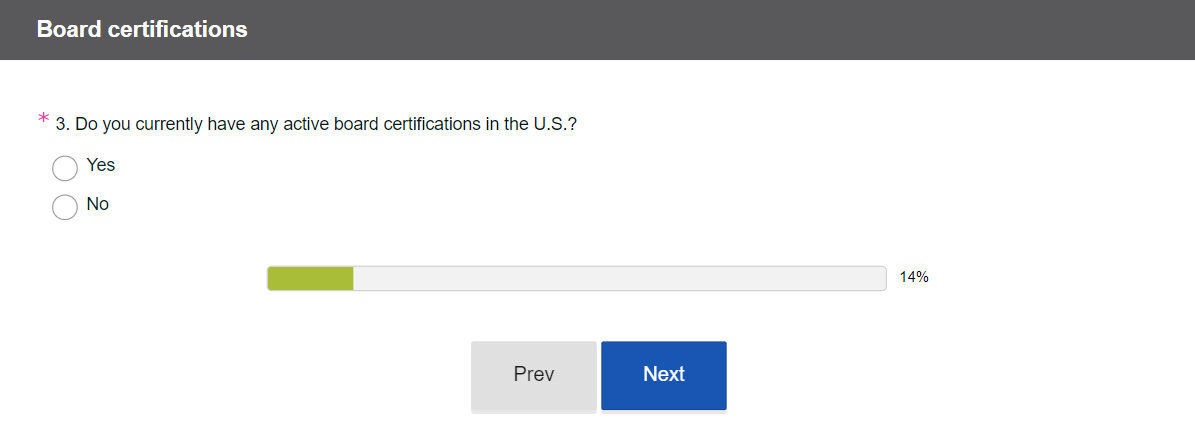 Board certifications
* 3. Do you currently have any active board certifications in the U.S.?
Yes
No
14%
Prev
Next